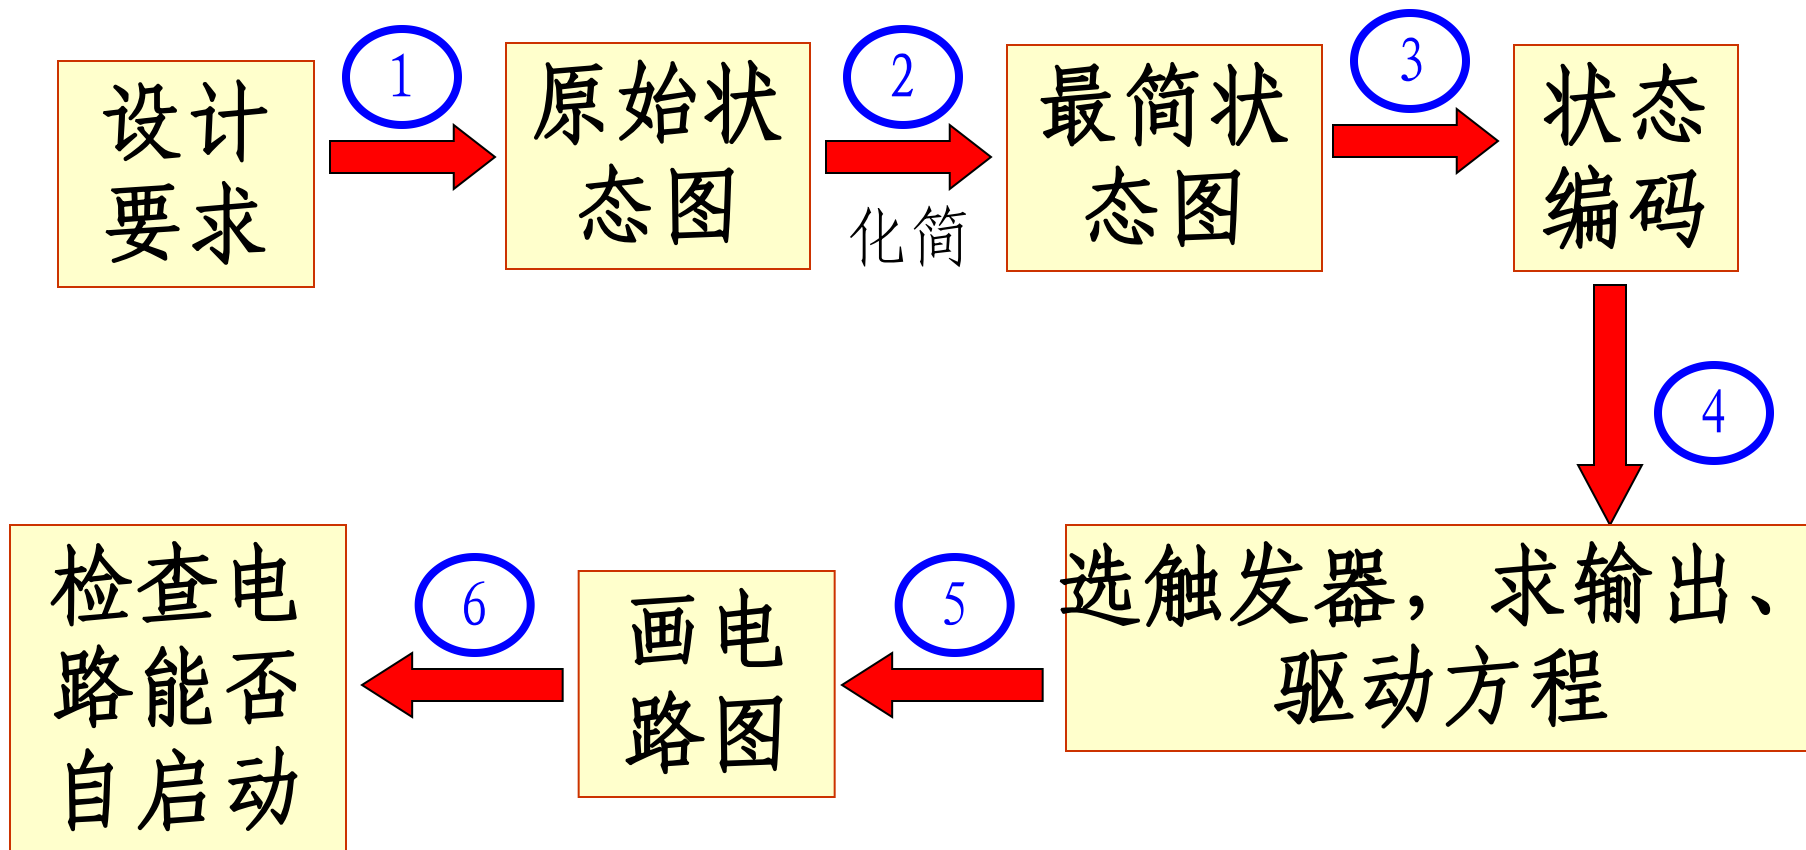 设计
要求
1
原始状
态图
2
化简
最简状
态图
3
状态
编码
4
选触发器，求输出、
驱动方程
5
画电
路图
6
检查电
路能否
自启动